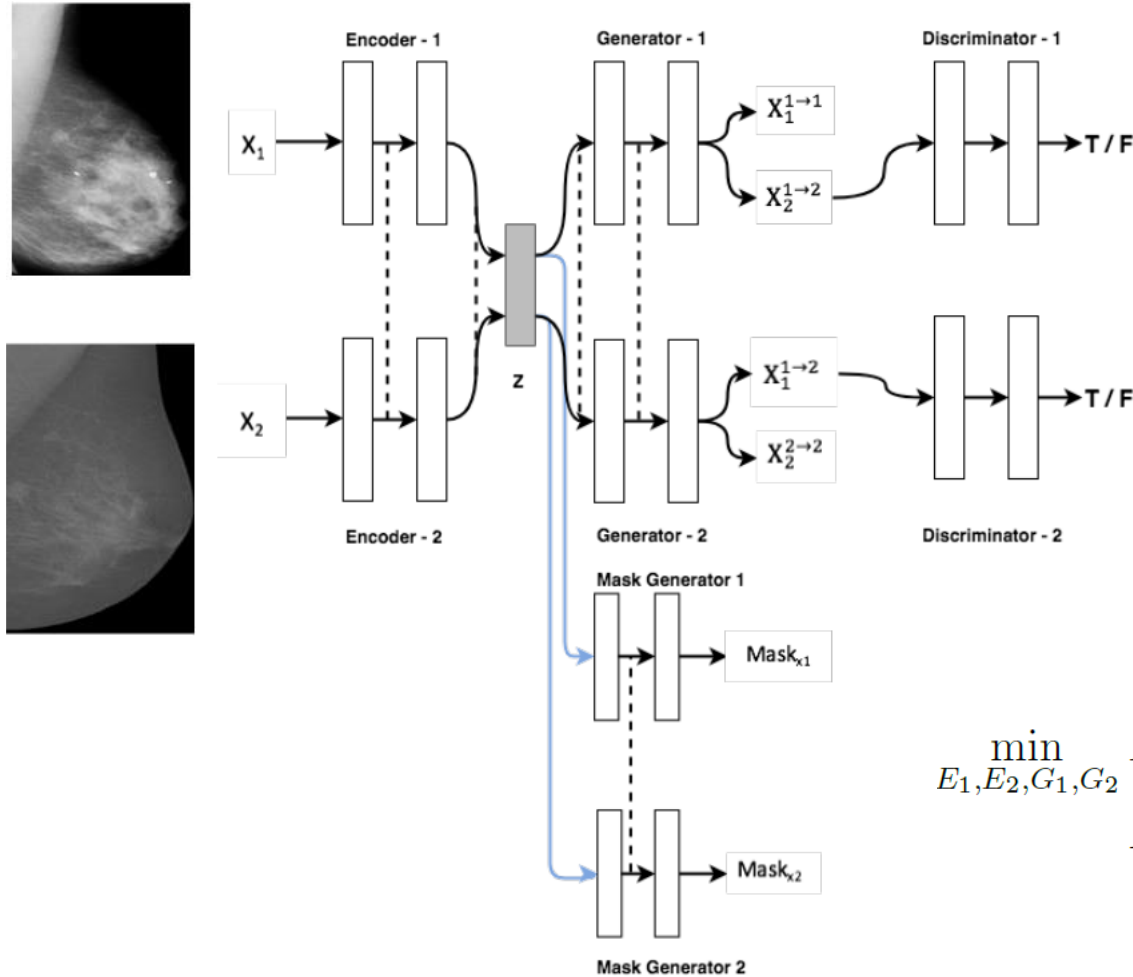 Encoder - 1
Generator - 1
Discriminator - 1
X₁
X₁^{1→1}
X₂^{1→2}
T / F
Z
X₂
X₁^{1→2}
X₂^{2→2}
T / F
Encoder - 2
Generator - 2
Discriminator - 2
Mask Generator 1
Mask_{x1}
min
E₁,E₂,G₁,G₂
Mask_{x2}
Mask Generator 2